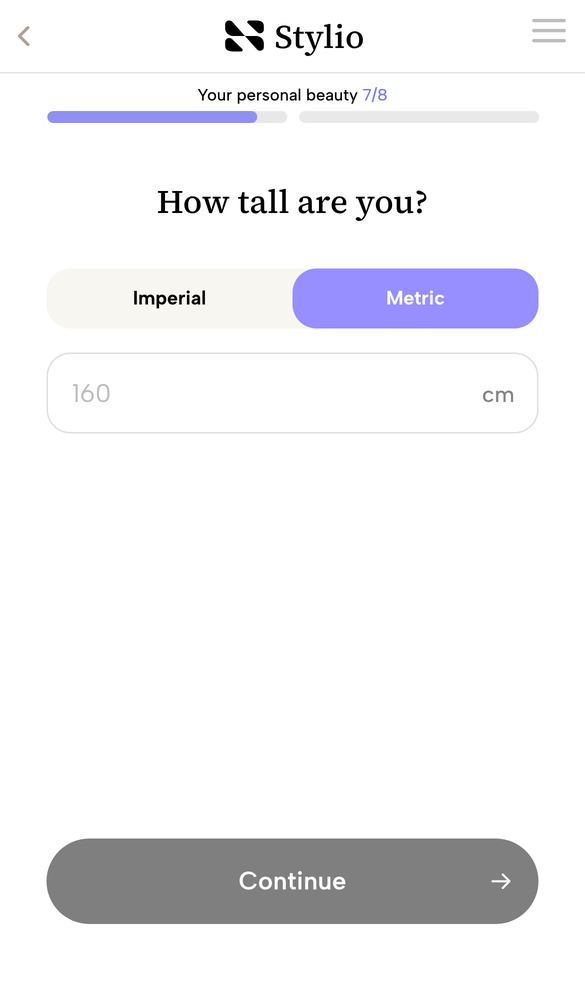 Stylio
Your personal beauty 7/8
How tall are you?
Imperial
Metric
160
cm
Continue